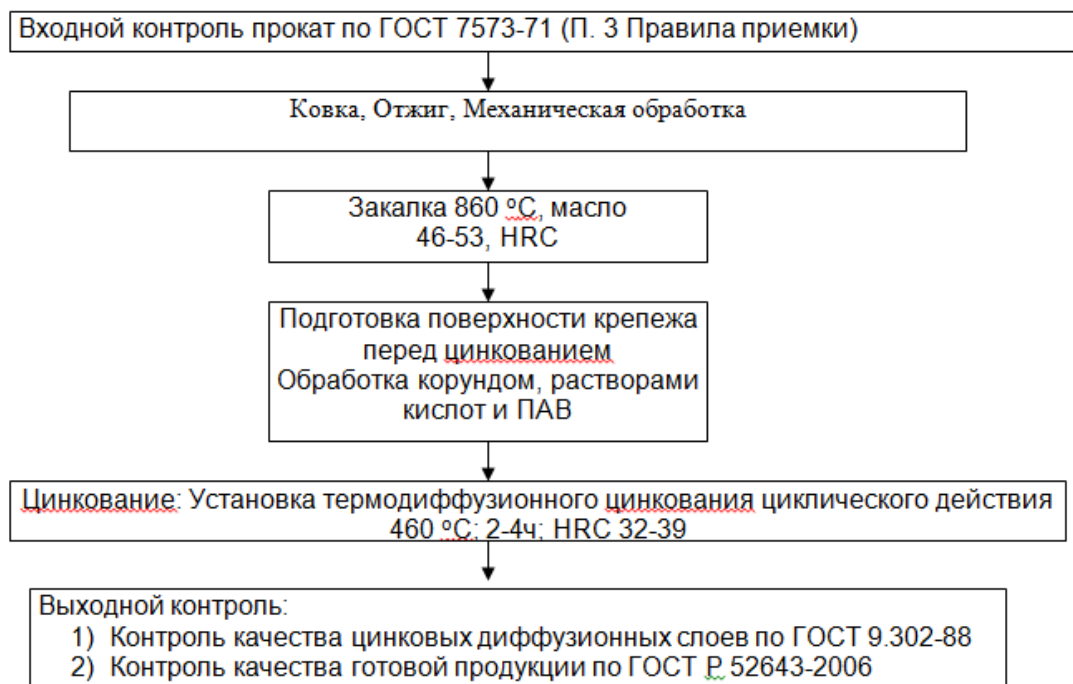 Входной контроль прокат по ГОСТ 7573-71 (П. 3 Правила приемки)
Ковка, Отжиг, Механическая обработка
Закалка 860 ºС, масло
46-53, HRC
Подготовка поверхности крепежа
перед цинкованием
Обработка корундом, растворами
кислот и ПАВ
Цинкование: Установка термодиффузионного цинкования циклического действия
460 ºС; 2-4ч; HRC 32-39
Выходной контроль:
1) Контроль качества цинковых диффузионных слоев по ГОСТ 9.302-88
2) Контроль качества готовой продукции по ГОСТ Р 52643-2006